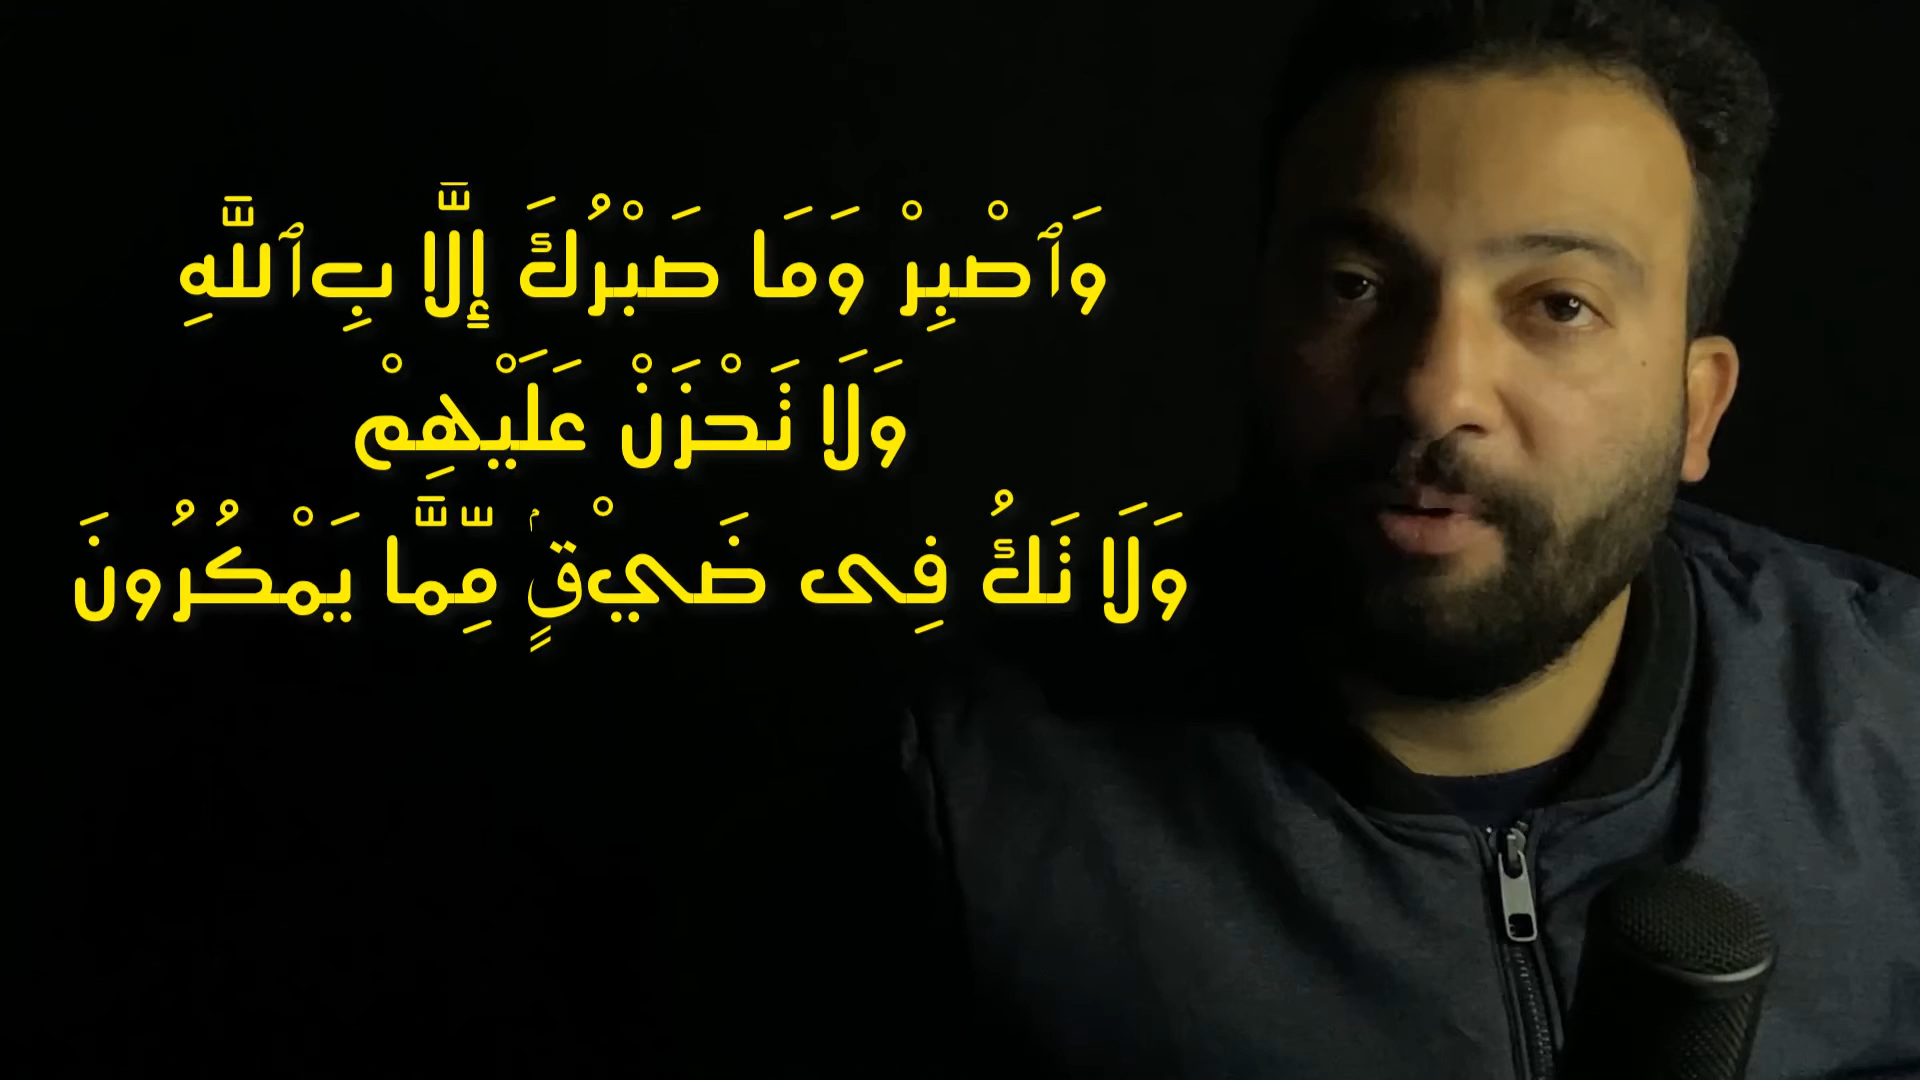 وَٱصْبِرْ وَمَا صَبْرُكَ إِلَّا بِٱللَّهِ
وَلَا تَحْزَنْ عَلَيْهِمْ
وَلَا تَكُ فِى ضَيْقٍۢ مِّمَّا يَمْكُرُونَ